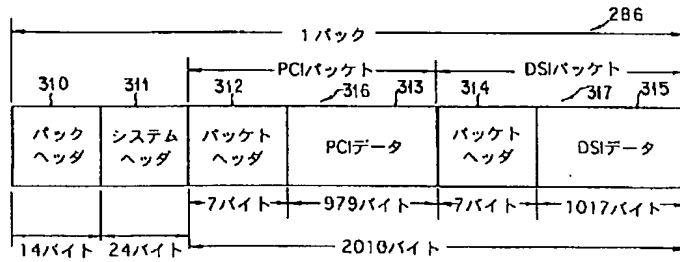 286
1パック
PCIパケット
DSIパケット
310
311
312
316
313
314
317
315
パック
ヘッダ
システム
ヘッダ
パケット
ヘッダ
PCIデータ
パケット
ヘッダ
DSIデータ
7バイト
979バイト
7バイト
1017バイト
14バイト
24バイト
2010バイト